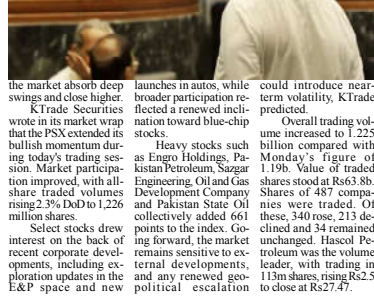 the market absorb deep
swings and close higher.
KTrade Securities
wrote in its market wrap
that the PSX extended its
bullish momentum dur-
ing today's trading ses-
sion. Market participa-
tion improved, with all-
share traded volumes
rising 2.3% DoD to 1,226
million shares.
Select stocks drew
interest on the back of
recent corporate devel-
opments, including ex-
ploration updates in the
E&P space and new
launches in autos, while
broader participation re-
flected a renewed incli-
nation toward blue-chip
stocks.
Heavy stocks such
as Engro Holdings, Pa-
kistan Petroleum, Sazgar
Engineering, Oil and Gas
Development Company
and Pakistan State Oil
collectively added 661
points to the index. Go-
ing forward, the market
remains sensitive to ex-
ternal developments,
and any renewed geo-
political escalation
could introduce near-
term volatility, KTrade
predicted.
Overall trading vol-
ume increased to 1.225
billion compared with
Monday's figure of
1.19b. Value of traded
shares stood at Rs63.8b.
Shares of 487 compa-
nies were traded. Of
these, 340 rose, 213 de-
clined and 34 remained
unchanged. Hascol Pe-
troleum was the volume
leader, with trading in
113m shares, rising Rs2.5
to close at Rs27.47.